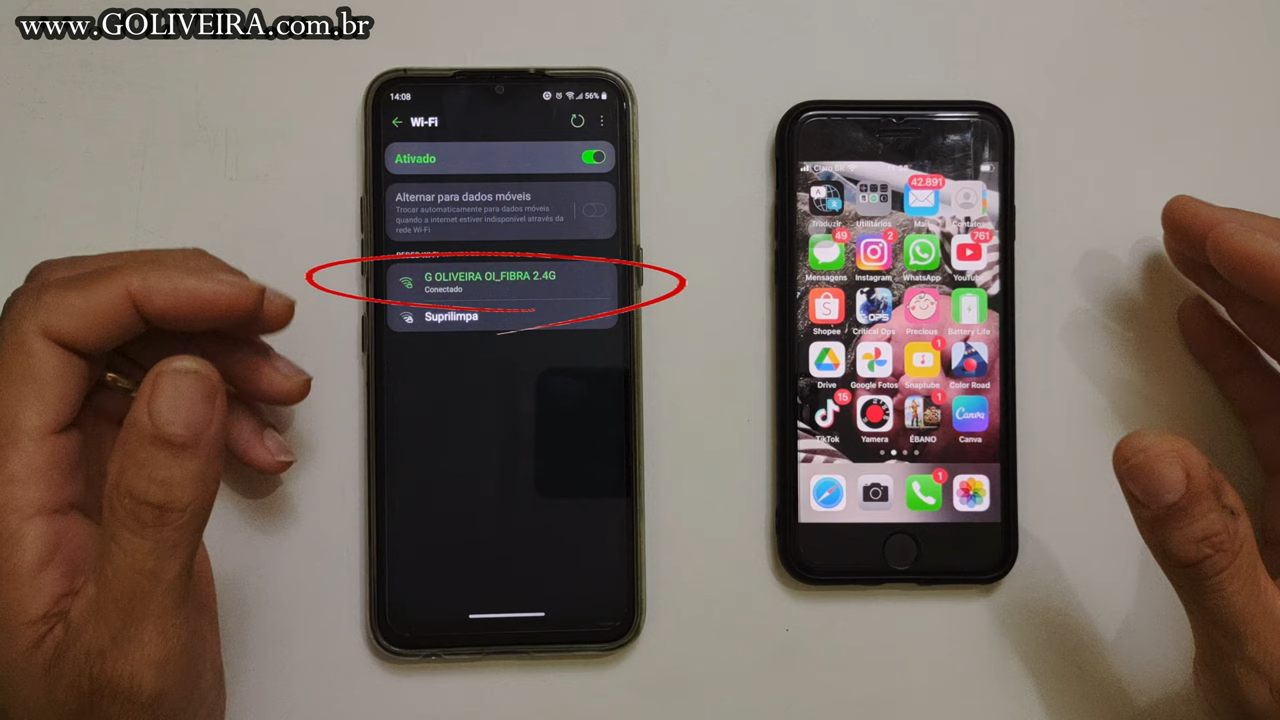 www.GOLIVEIRA.com.br
14:08
56%
Wi-Fi
Ativado
Alternar para dados móveis
Trocar automaticamente para dados móveis
quando a internet estiver indisponível através da
rede Wi-Fi
G OLIVEIRA OI_FIBRA 2.4G
Conectado
Suprilimpa
Claro BR
42.891
Traduzir Utilitários Mail Contatos
49 2 761
Mensagens Instagram WhatsApp YouTube
Shopee Critical Ops Precious Battery Life
1
Drive Google Fotos Snaptube Color Road
15 1
TikTok Yamera ÉBANO Canva
Canva
1